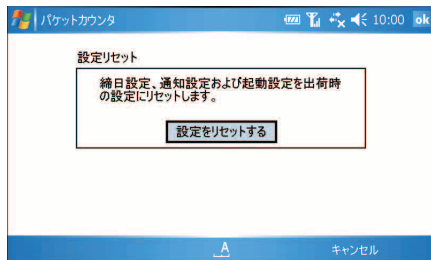 パケットカウンタ 10:00 ok
設定リセット
締日設定、通知設定および起動設定を出荷時
の設定にリセットします。
設定をリセットする
A キャンセル